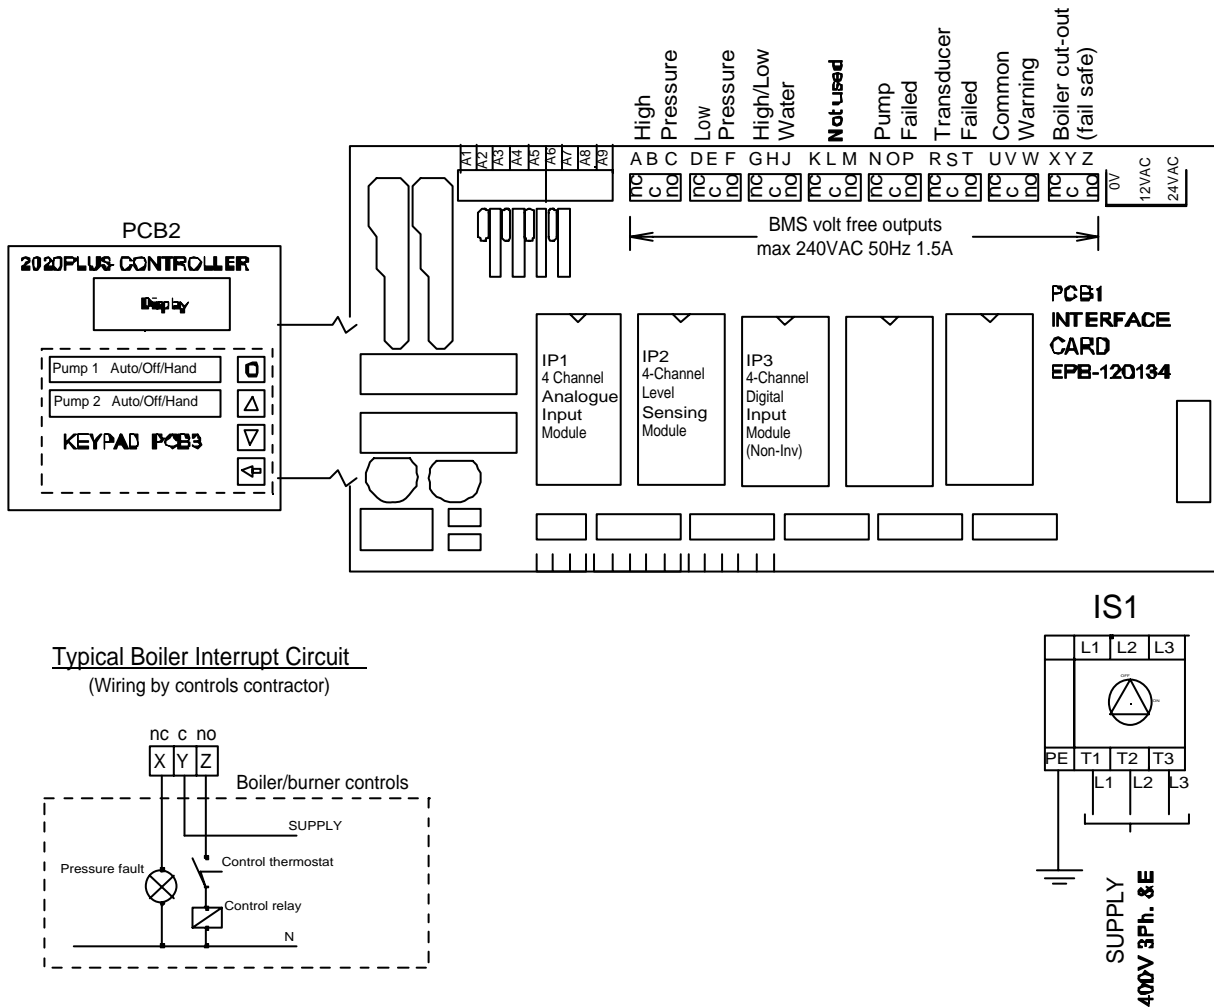 High
Pressure
Low
Pressure
High/Low
Water
Not used
Pump
Failed
Transducer
Failed
Common
Warning
Boiler cut-out
(fail safe)
A1 A2 A3 A4 A5 A6 A7 A8 A9
A B C D E F G H J K L M N O P R S T U V W X Y Z
nc c no nc c no nc c no nc c no nc c no nc c no nc c no nc c no
0V
12VAC
24VAC
BMS volt free outputs
max 240VAC 50Hz 1.5A
PCB2
2020PLUS CONTROLLER
Display
Pump 1 Auto/Off/Hand
Pump 2 Auto/Off/Hand
KEYPAD PCB3
PCB1
INTERFACE
CARD
EPB-120134
IP1
4 Channel
Analogue
Input
Module
IP2
4-Channel
Level
Sensing
Module
IP3
4-Channel
Digital
Input
Module
(Non-Inv)
IS1
L1 L2 L3
OFF
ON
PE T1 T2 T3
L1 L2 L3
SUPPLY
400V 3Ph. &E
Typical Boiler Interrupt Circuit
(Wiring by controls contractor)
nc c no
X Y Z
Boiler/burner controls
SUPPLY
Pressure fault
Control thermostat
Control relay
N